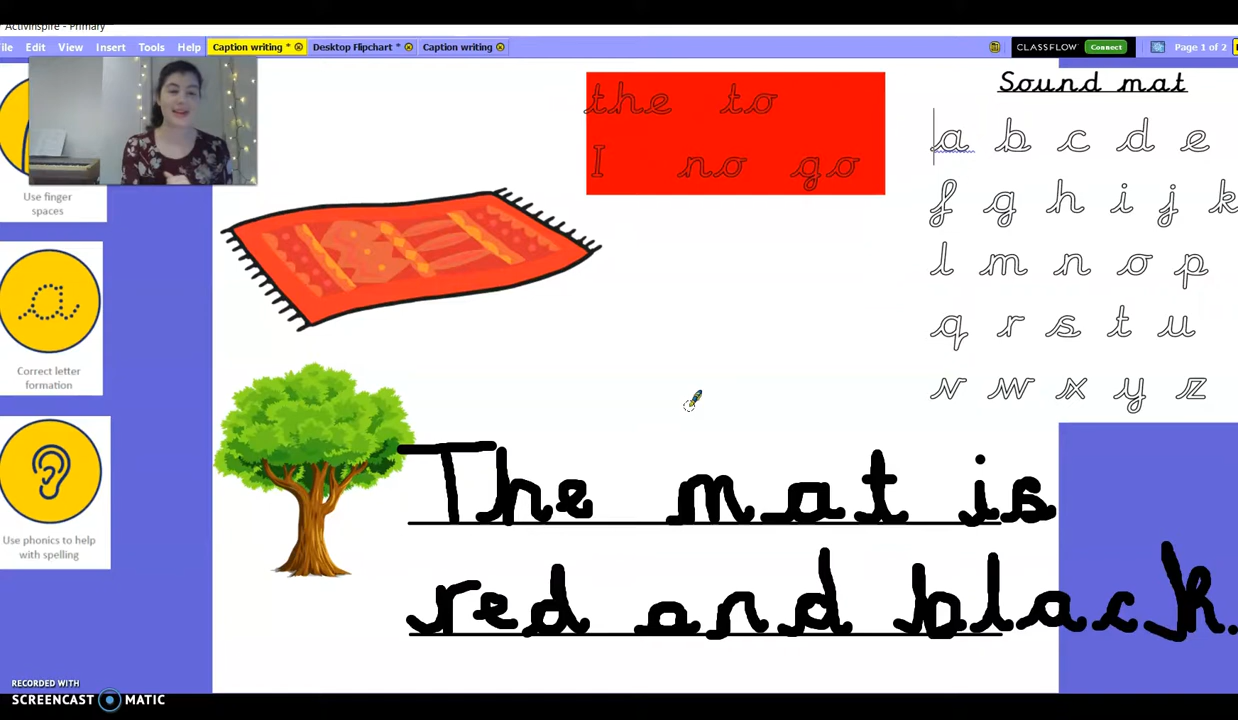 ActivInspire - Primary
File Edit View Insert Tools Help Caption writing * Desktop Flipchart * Caption writing CLASSFLOW Connect Page 1 of 2
Use finger
spaces
Correct letter
formation
Use phonics to help
with spelling
the to
I no go
Sound mat
a b c d e
f g h i j k
l m n o p
q r s t u
v w x y z
The mat is
red and black.
RECORDED WITH
SCREENCAST MATIC